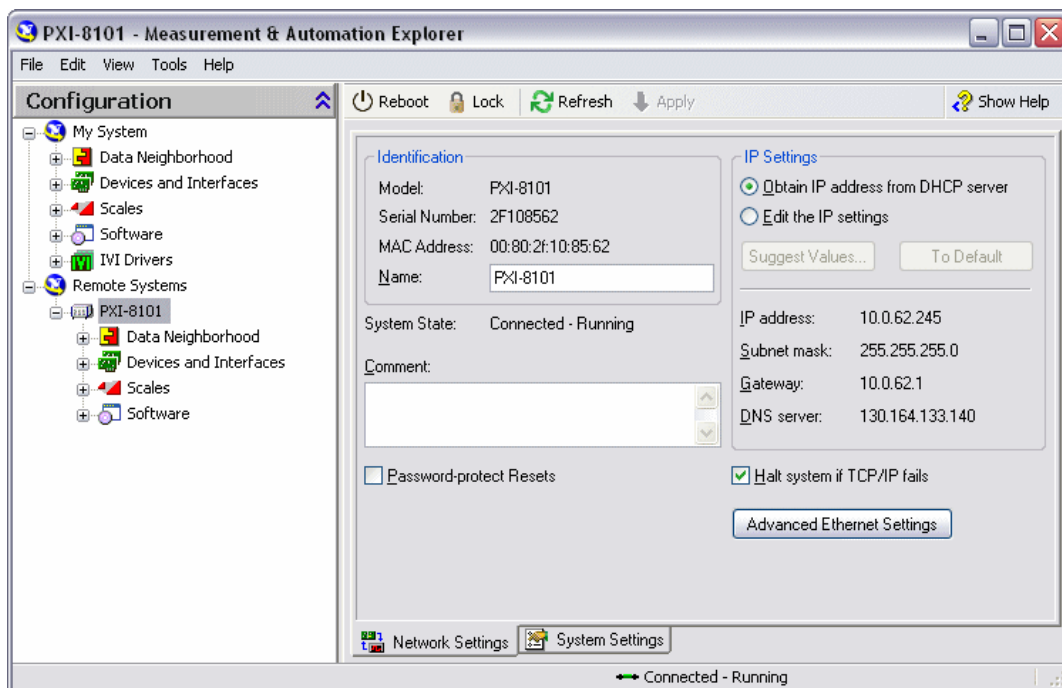 PXI-8101 - Measurement & Automation Explorer
File Edit View Tools Help
Configuration
Reboot Lock Refresh Apply Show Help
My System
Data Neighborhood
Devices and Interfaces
Scales
Software
IVI Drivers
Remote Systems
PXI-8101
Data Neighborhood
Devices and Interfaces
Scales
Software
Identification
Model: PXI-8101
Serial Number: 2F108562
MAC Address: 00:80:2f:10:85:62
Name: PXI-8101
System State: Connected - Running
Comment:
Password-protect Resets
IP Settings
Obtain IP address from DHCP server
Edit the IP settings
Suggest Values... To Default
IP address: 10.0.62.245
Subnet mask: 255.255.255.0
Gateway: 10.0.62.1
DNS server: 130.164.133.140
Halt system if TCP/IP fails
Advanced Ethernet Settings
Network Settings System Settings
Connected - Running